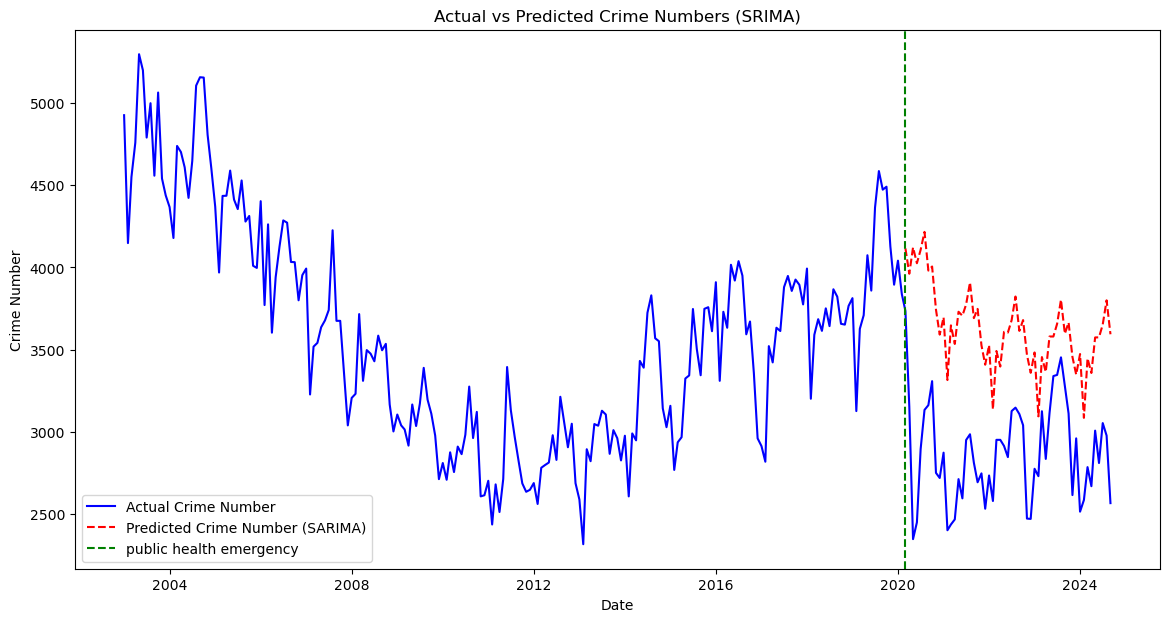 Actual vs Predicted Crime Numbers (SRIMA)
Crime Number
5000
4500
4000
3500
3000
2500
Actual Crime Number
Predicted Crime Number (SARIMA)
public health emergency
2004
2008
2012
2016
2020
2024
Date